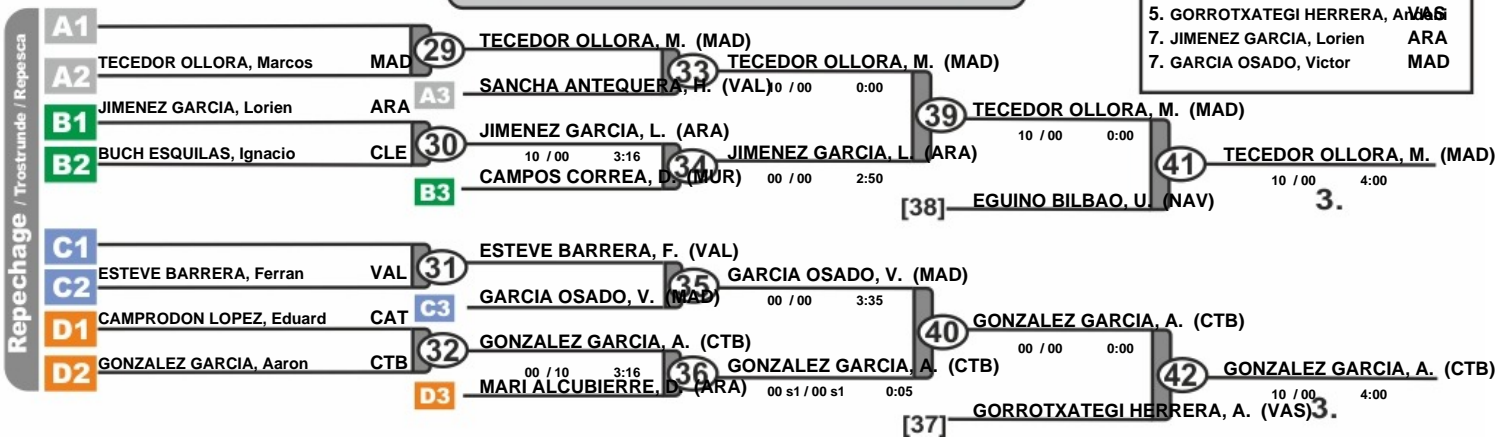 Repechage / Trostrunde / Repesca
5. GORROTXATEGI HERRERA, Andoni VAS
7. JIMENEZ GARCIA, Lorien ARA
7. GARCIA OSADO, Victor MAD
A1
TECEDOR OLLORA, Marcos MAD
A2
B1
JIMENEZ GARCIA, Lorien ARA
BUCH ESQUILAS, Ignacio CLE
B2
C1
ESTEVE BARRERA, Ferran VAL
C2
D1
CAMPRODON LOPEZ, Eduard CAT
GONZALEZ GARCIA, Aaron CTB
D2
29
30
31
32
TECEDOR OLLORA, M. (MAD)
A3
SANCHA ANTEQUERA, H. (VAL)
JIMENEZ GARCIA, L. (ARA)
10 / 00 3:16
B3
CAMPOS CORREA, D. (MUR)
ESTEVE BARRERA, F. (VAL)
C3
GARCIA OSADO, V. (MAD)
GONZALEZ GARCIA, A. (CTB)
00 / 10 3:16
D3
MARI ALCUBIERRE, D. (ARA)
33
34
35
36
TECEDOR OLLORA, M. (MAD)
10 / 00 0:00
JIMENEZ GARCIA, L. (ARA)
00 / 00 2:50
GARCIA OSADO, V. (MAD)
00 / 00 3:35
GONZALEZ GARCIA, A. (CTB)
00 s1 / 00 s1 0:05
39
40
TECEDOR OLLORA, M. (MAD)
10 / 00 0:00
[38]
EGUINO BILBAO, U. (NAV)
GONZALEZ GARCIA, A. (CTB)
00 / 00 0:00
[37]
GORROTXATEGI HERRERA, A. (VAS)
41
42
TECEDOR OLLORA, M. (MAD)
10 / 00 4:00
3.
GONZALEZ GARCIA, A. (CTB)
10 / 00 4:00
3.